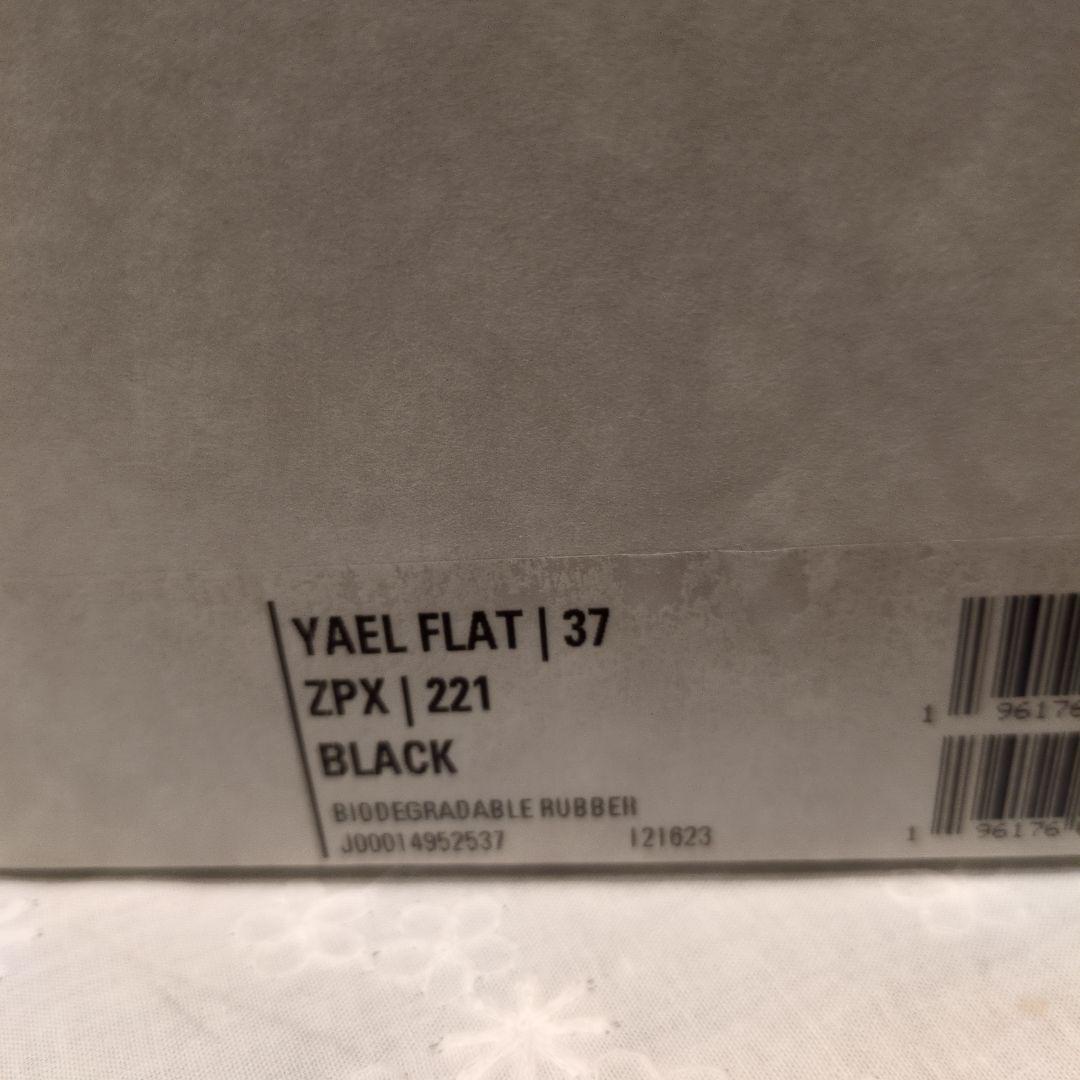 YAEL FLAT | 37
ZPX | 221
BLACK
BIODEGRADABLE RUBBER
J00014952537 121623
1 96176
1 96176